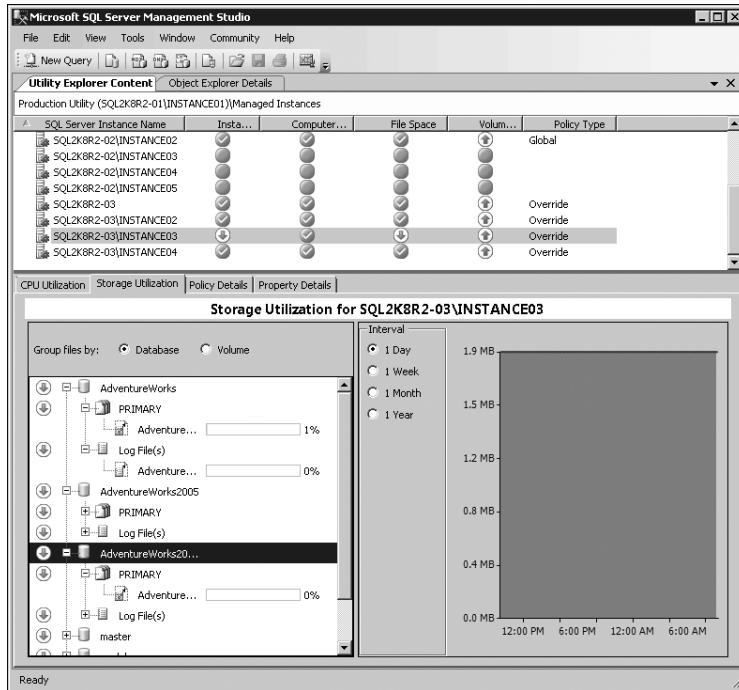 Microsoft SQL Server Management Studio
File Edit View Tools Window Community Help
New Query
Utility Explorer Content Object Explorer Details
Production Utility (SQL2K8R2-01\INSTANCE01)\Managed Instances
SQL Server Instance Name Insta... Computer... File Space Volum... Policy Type
SQL2K8R2-02\INSTANCE02 Global
SQL2K8R2-02\INSTANCE03
SQL2K8R2-02\INSTANCE04
SQL2K8R2-02\INSTANCE05
SQL2K8R2-03 Override
SQL2K8R2-03\INSTANCE02 Override
SQL2K8R2-03\INSTANCE03 Override
SQL2K8R2-03\INSTANCE04 Override
CPU Utilization Storage Utilization Policy Details Property Details
Storage Utilization for SQL2K8R2-03\INSTANCE03
Group files by: Database Volume
AdventureWorks
PRIMARY
Adventure... 1%
Log File(s)
Adventure... 0%
AdventureWorks2005
PRIMARY
Log File(s)
AdventureWorks20...
PRIMARY
Adventure... 0%
Log File(s)
master
Interval
1 Day
1 Week
1 Month
1 Year
1.9 MB
1.5 MB
1.2 MB
0.8 MB
0.4 MB
0.0 MB
12:00 PM 6:00 PM 12:00 AM 6:00 AM
Ready